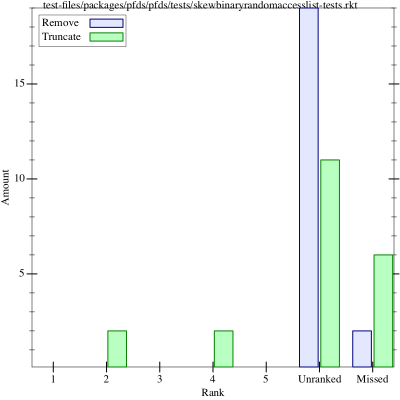 test-files/packages/pfds/pfds/tests/skewbinaryrandomaccesslist-tests.rkt
Remove
Truncate
15
10
5
Amount
1 2 3 4 5 Unranked Missed
Rank